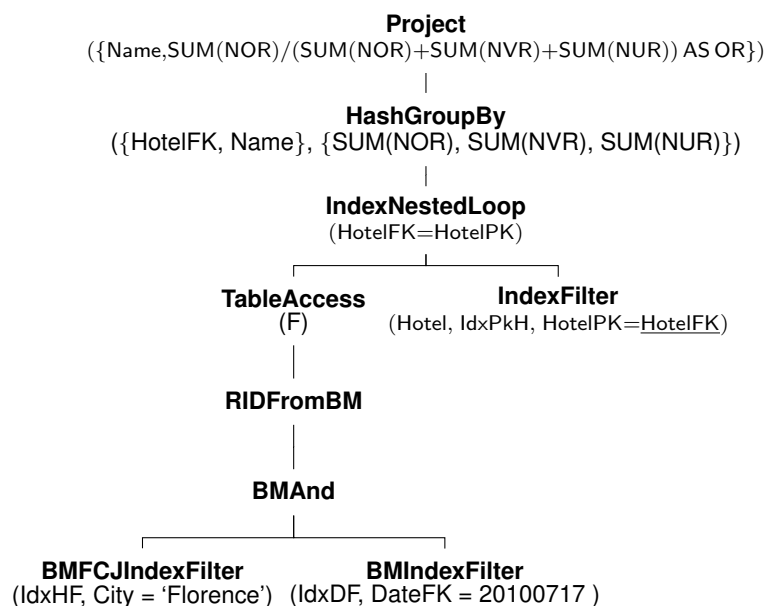 Project
({Name,SUM(NOR)/(SUM(NOR)+SUM(NVR)+SUM(NUR)) AS OR})
HashGroupBy
({HotelFK, Name}, {SUM(NOR), SUM(NVR), SUM(NUR)})
IndexNestedLoop
(HotelFK=HotelPK)
TableAccess
(F)
IndexFilter
(Hotel, IdxPkH, HotelPK=HotelFK)
RIDFromBM
BMAnd
BMFCJIndexFilter
(IdxHF, City = ‘Florence’)
BMIndexFilter
(IdxDF, DateFK = 20100717 )